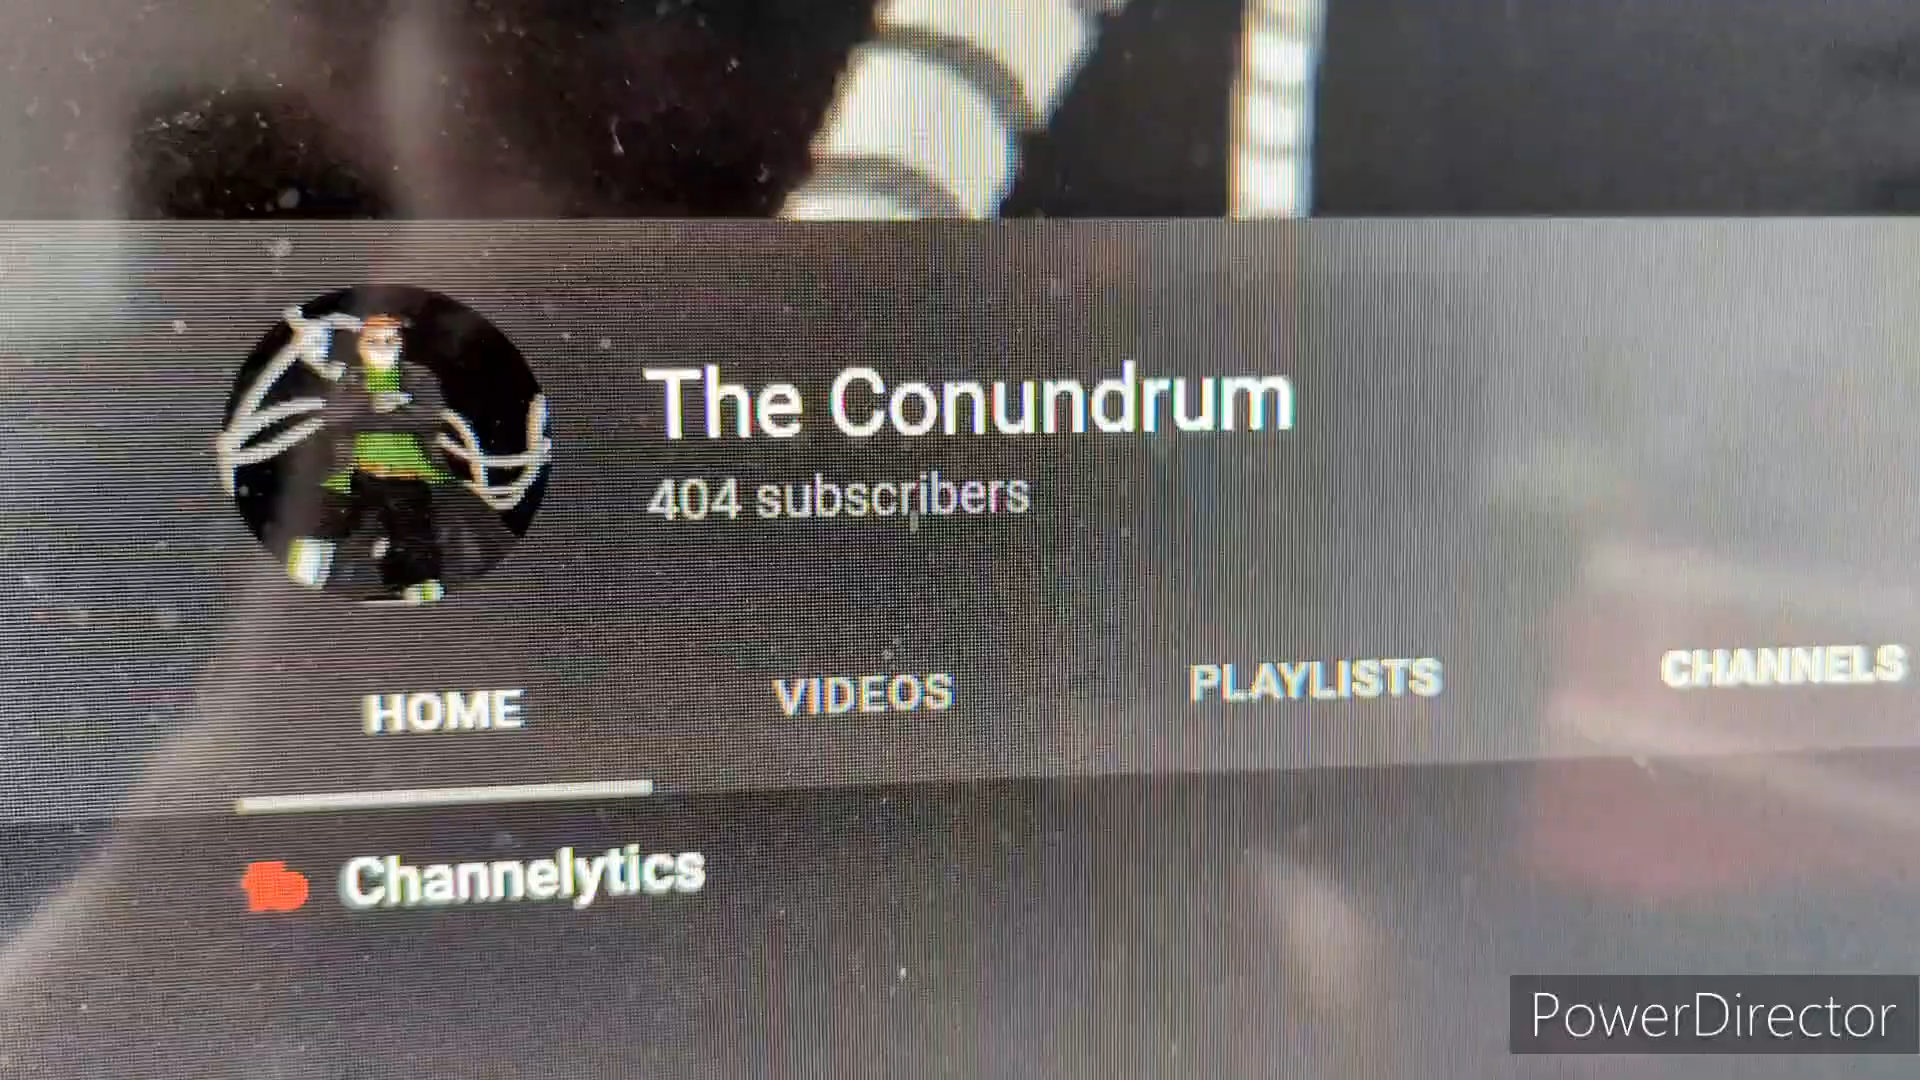 The Conundrum
404 subscribers
HOME VIDEOS PLAYLISTS CHANNELS
Channelytics
PowerDirector